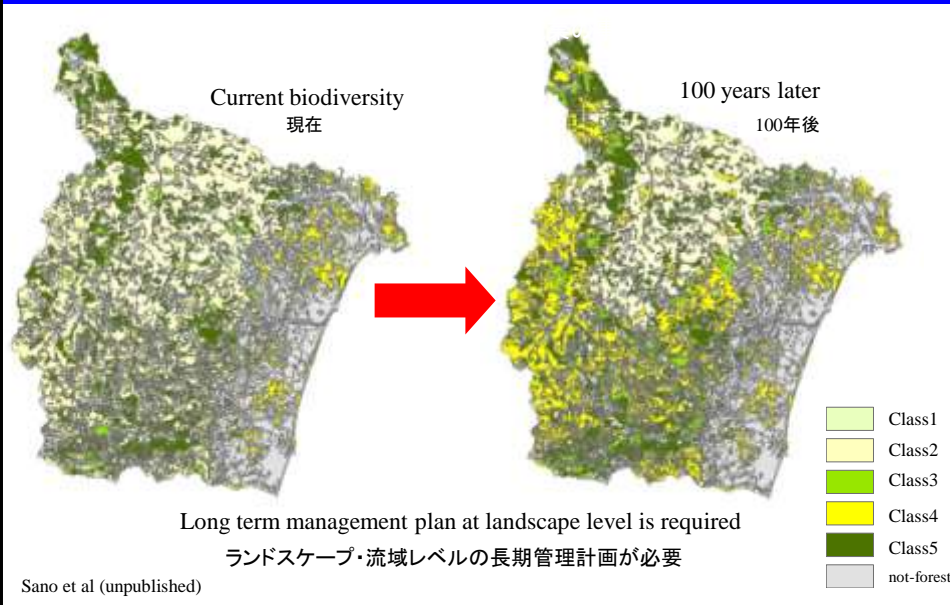 Current biodiversity
現在
100 years later
100年後
Class1
Class2
Class3
Class4
Class5
not-forest
Long term management plan at landscape level is required
ランドスケープ・流域レベルの長期管理計画が必要
Sano et al (unpublished)